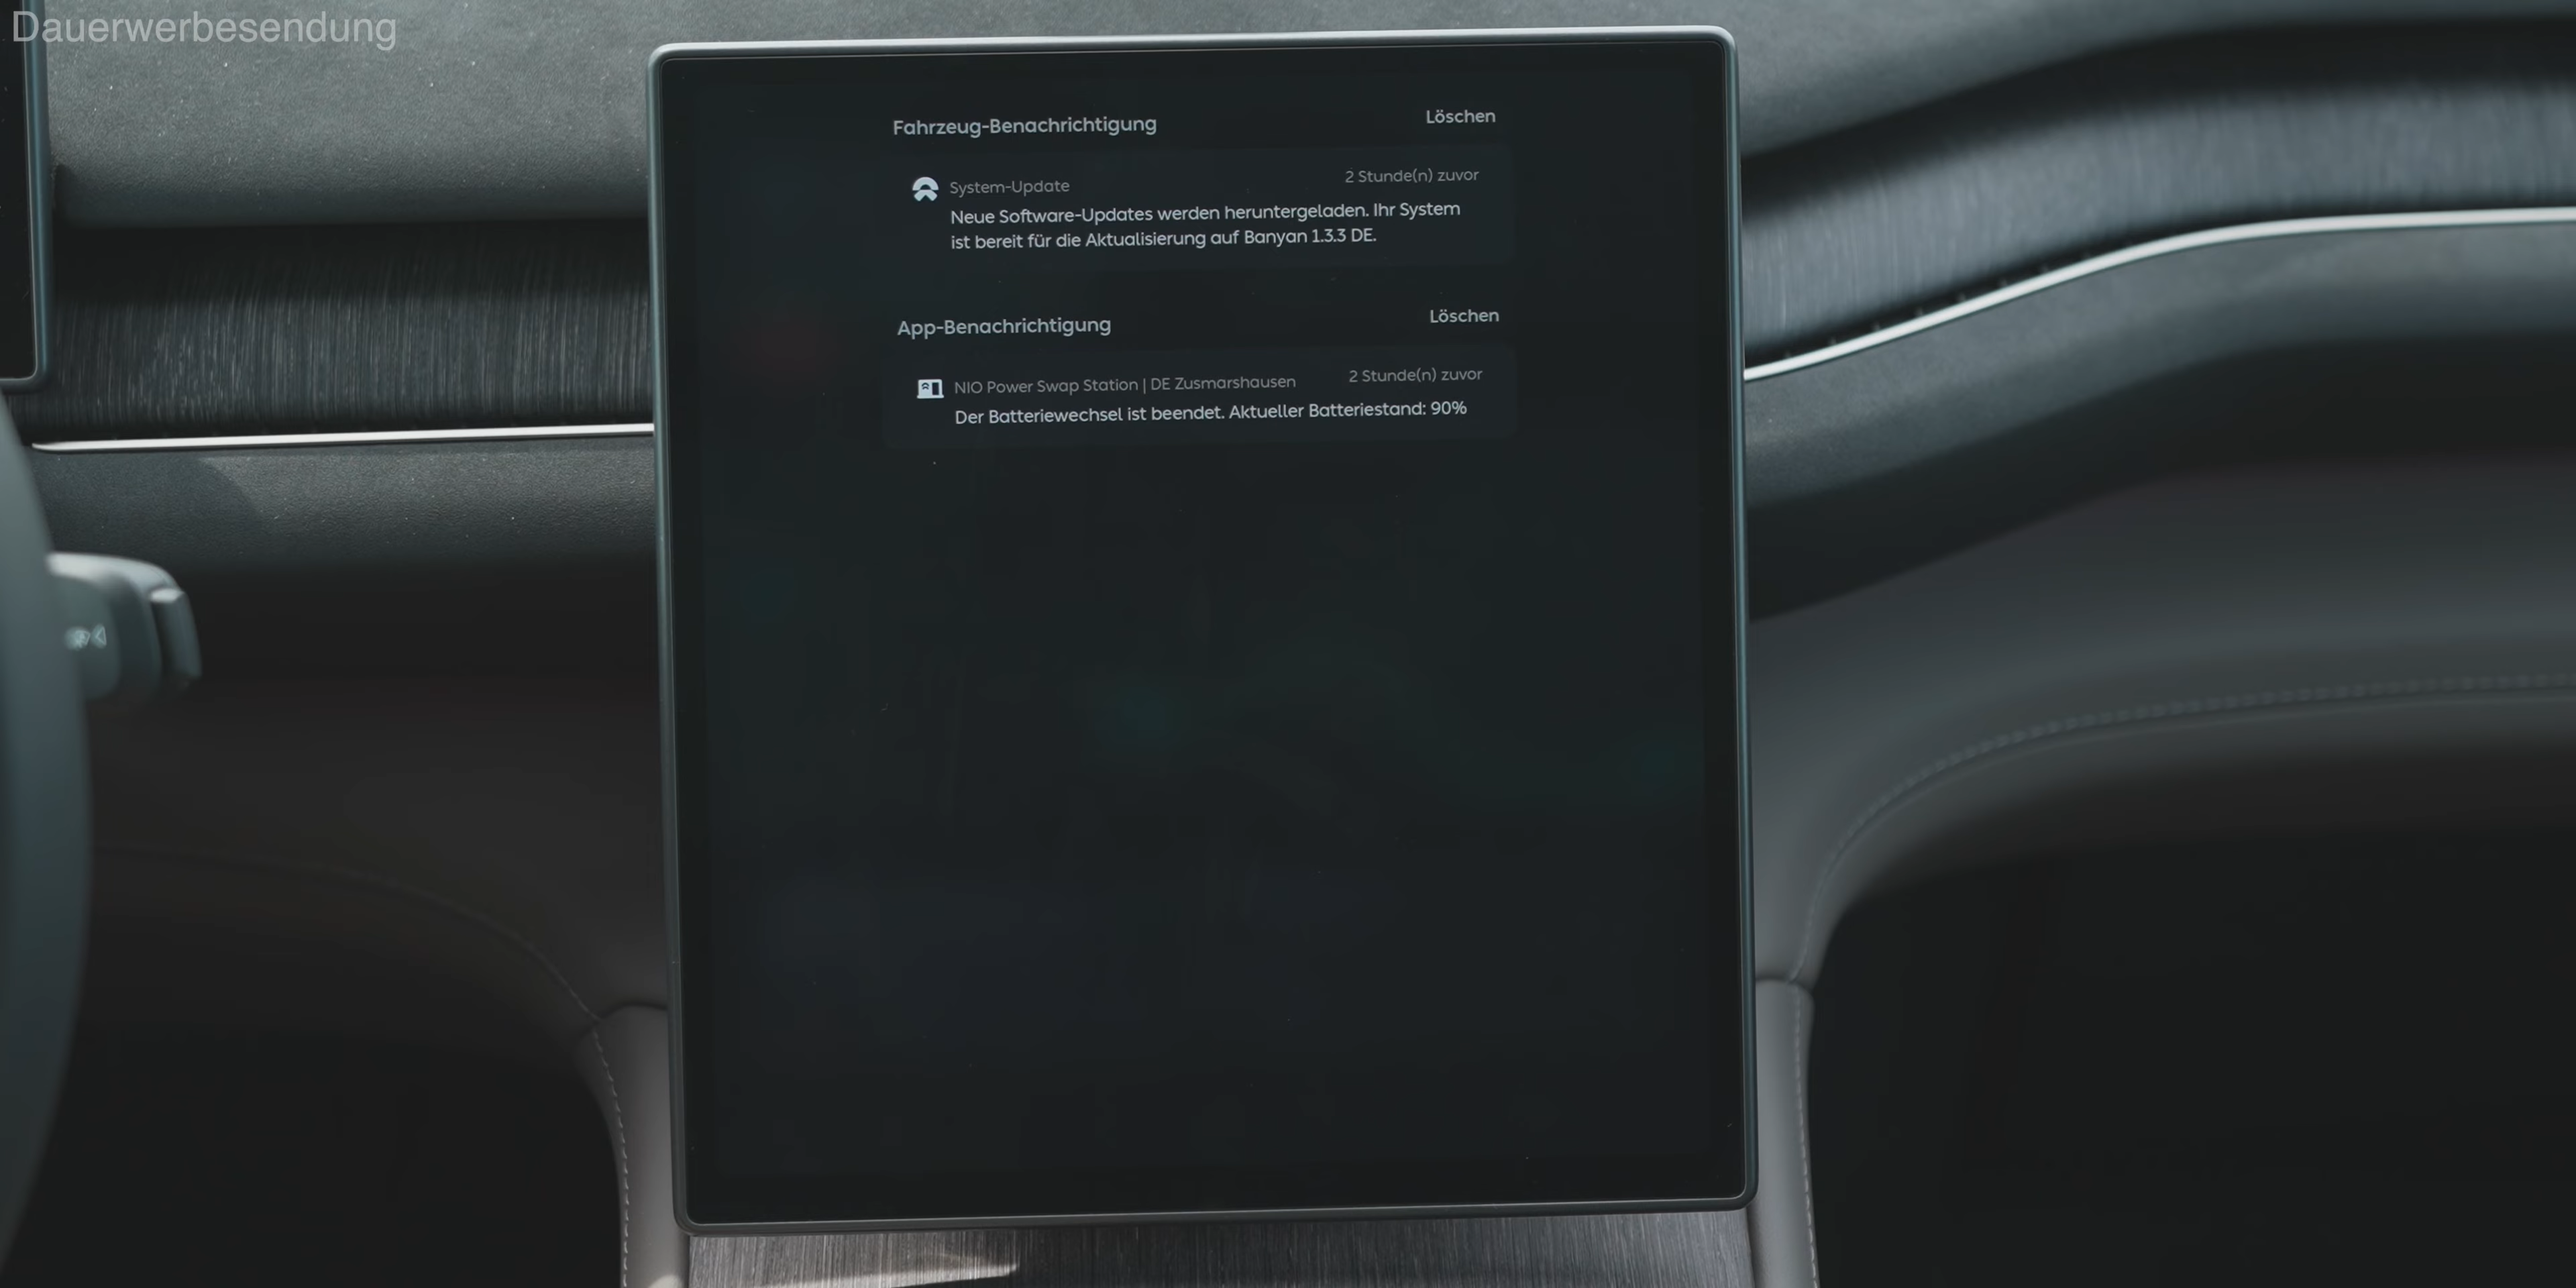 Dauerwerbesendung
Fahrzeug-Benachrichtigung
Löschen
System-Update
2 Stunde(n) zuvor
Neue Software-Updates werden heruntergeladen. Ihr System
ist bereit für die Aktualisierung auf Banyan 1.3.3 DE.
App-Benachrichtigung
Löschen
NIO Power Swap Station | DE Zusmarshausen
2 Stunde(n) zuvor
Der Batteriewechsel ist beendet. Aktueller Batteriestand: 90%